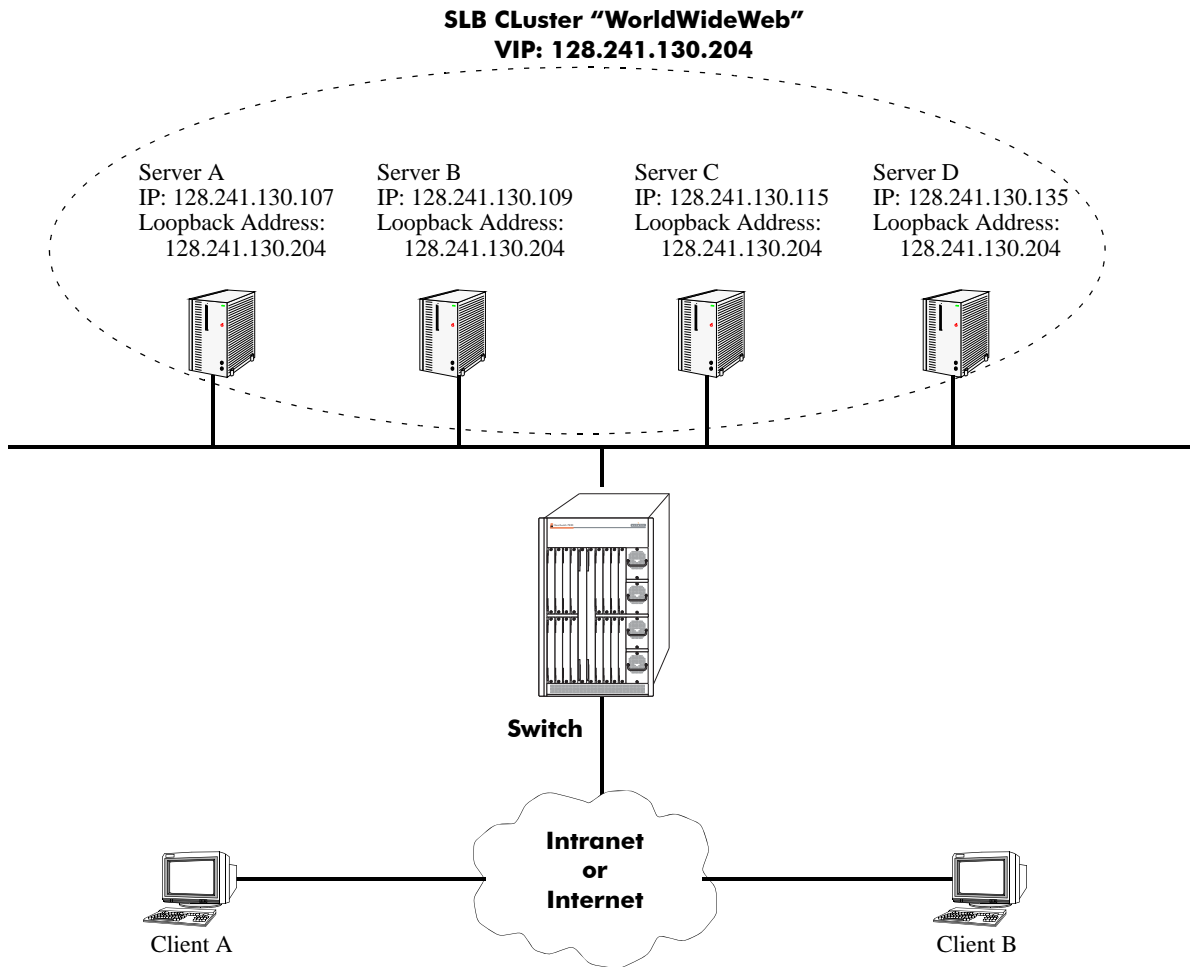 SLB CLuster “WorldWideWeb”
VIP: 128.241.130.204
Server A
IP: 128.241.130.107
Loopback Address:
128.241.130.204
Server B
IP: 128.241.130.109
Loopback Address:
128.241.130.204
Server C
IP: 128.241.130.115
Loopback Address:
128.241.130.204
Server D
IP: 128.241.130.135
Loopback Address:
128.241.130.204
Switch
Intranet
or
Internet
Client A
Client B